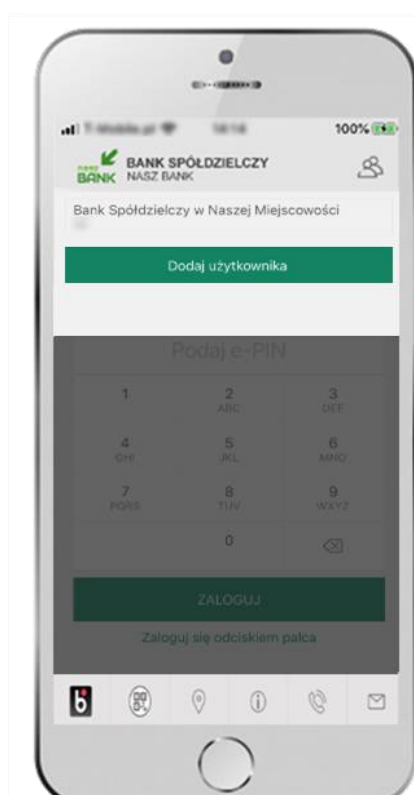 100%
nasz
BANK
BANK SPÓŁDZIELCZY
NASZ BANK
Bank Spółdzielczy w Naszej Miejscowości
Dodaj użytkownika
Podaj e-PIN
1
2
ABC
3
DEF
4
GHI
5
JKL
6
MNO
7
PQRS
8
TUV
9
WXYZ
0
ZALOGUJ
Zaloguj się odciskiem palca
b